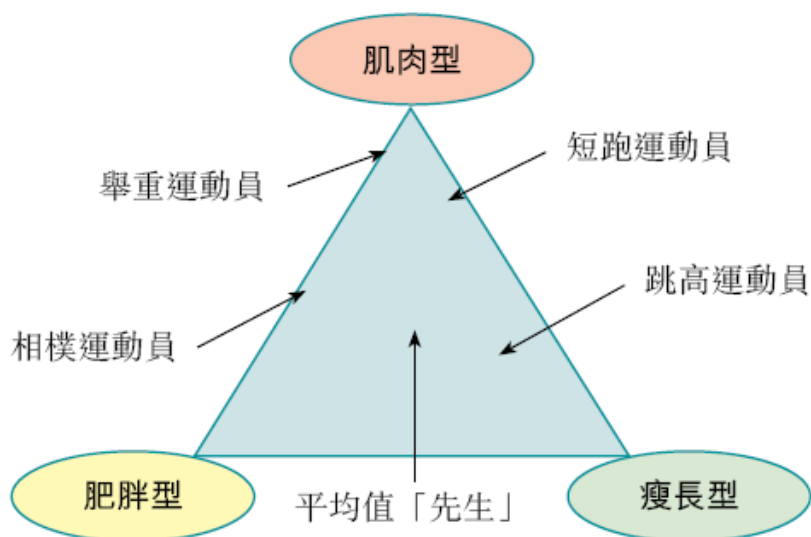 肌肉型
短跑運動員
舉重運動員
跳高運動員
相樸運動員
肥胖型
平均值「先生」
瘦長型